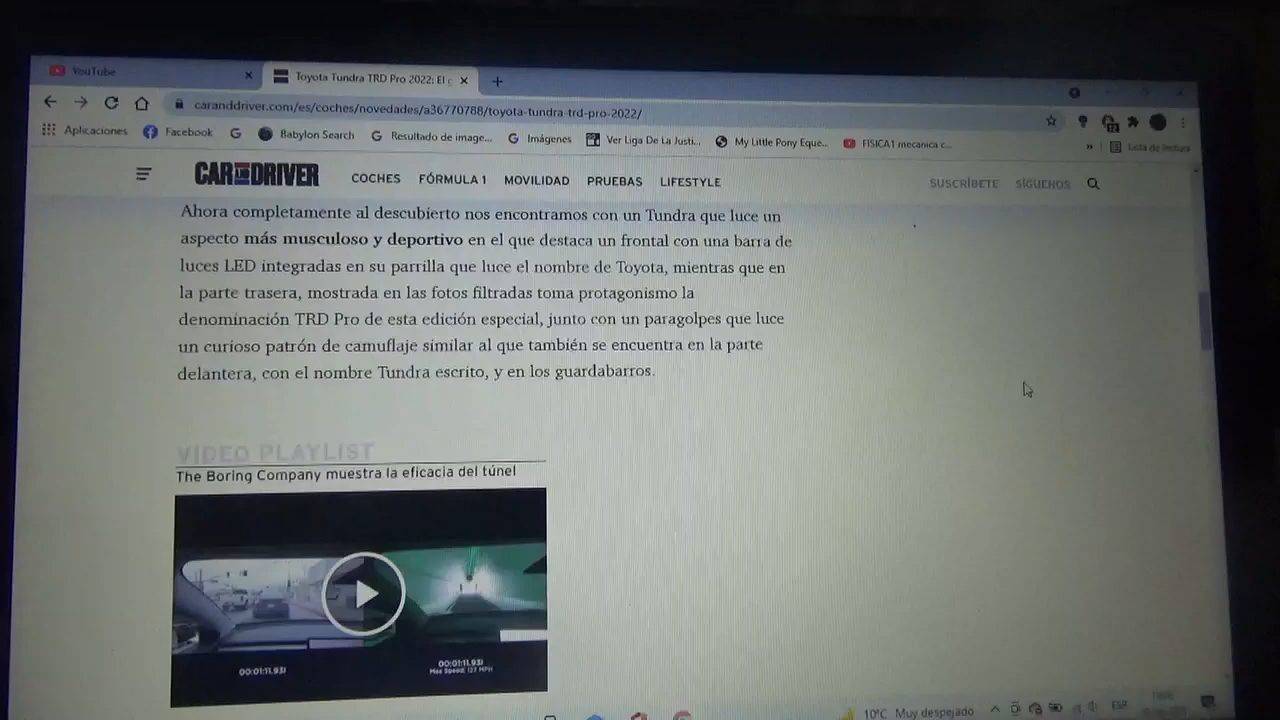 YouTube
Toyota Tundra TRD Pro 2022: El
caranddriver.com/es/coches/novedades/a36770788/toyota-tundra-trd-pro-2022/
Aplicaciones Facebook Babylon Search Resultado de image... Imágenes Ver Liga De La Justi... My Little Pony Eque... FISICA1 mecanica c... » Lista de lectura
CAR AND DRIVER COCHES FÓRMULA 1 MOVILIDAD PRUEBAS LIFESTYLE SUSCRÍBETE SÍGUENOS
Ahora completamente al descubierto nos encontramos con un Tundra que luce un
aspecto más musculoso y deportivo en el que destaca un frontal con una barra de
luces LED integradas en su parrilla que luce el nombre de Toyota, mientras que en
la parte trasera, mostrada en las fotos filtradas toma protagonismo la
denominación TRD Pro de esta edición especial, junto con un paragolpes que luce
un curioso patrón de camuflaje similar al que también se encuentra en la parte
delantera, con el nombre Tundra escrito, y en los guardabarros.
VIDEO PLAYLIST
The Boring Company muestra la eficacia del túnel
00:01:11.931
00:01:11.931
Max Speed: 127 MPH
10°C Muy despejado ESP